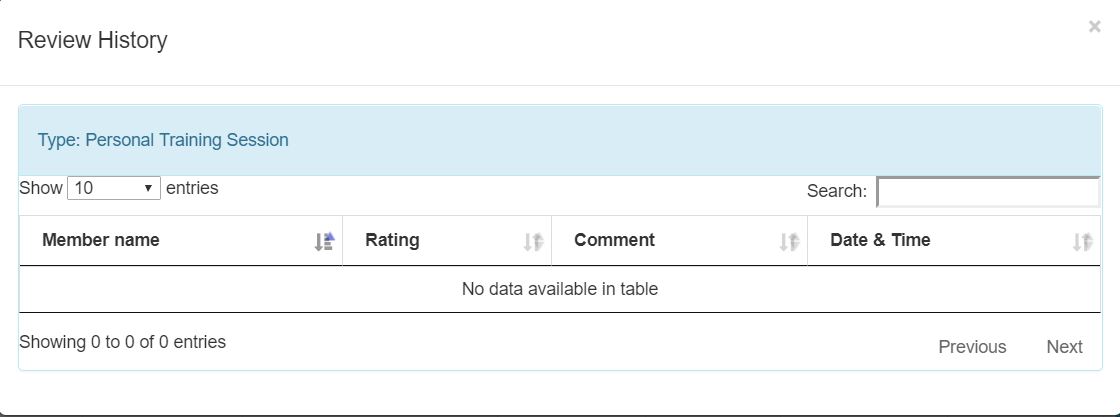 Review History
×
Type: Personal Training Session
Show 10 entries
Search:
Member name Rating Comment Date & Time
No data available in table
Showing 0 to 0 of 0 entries
Previous Next